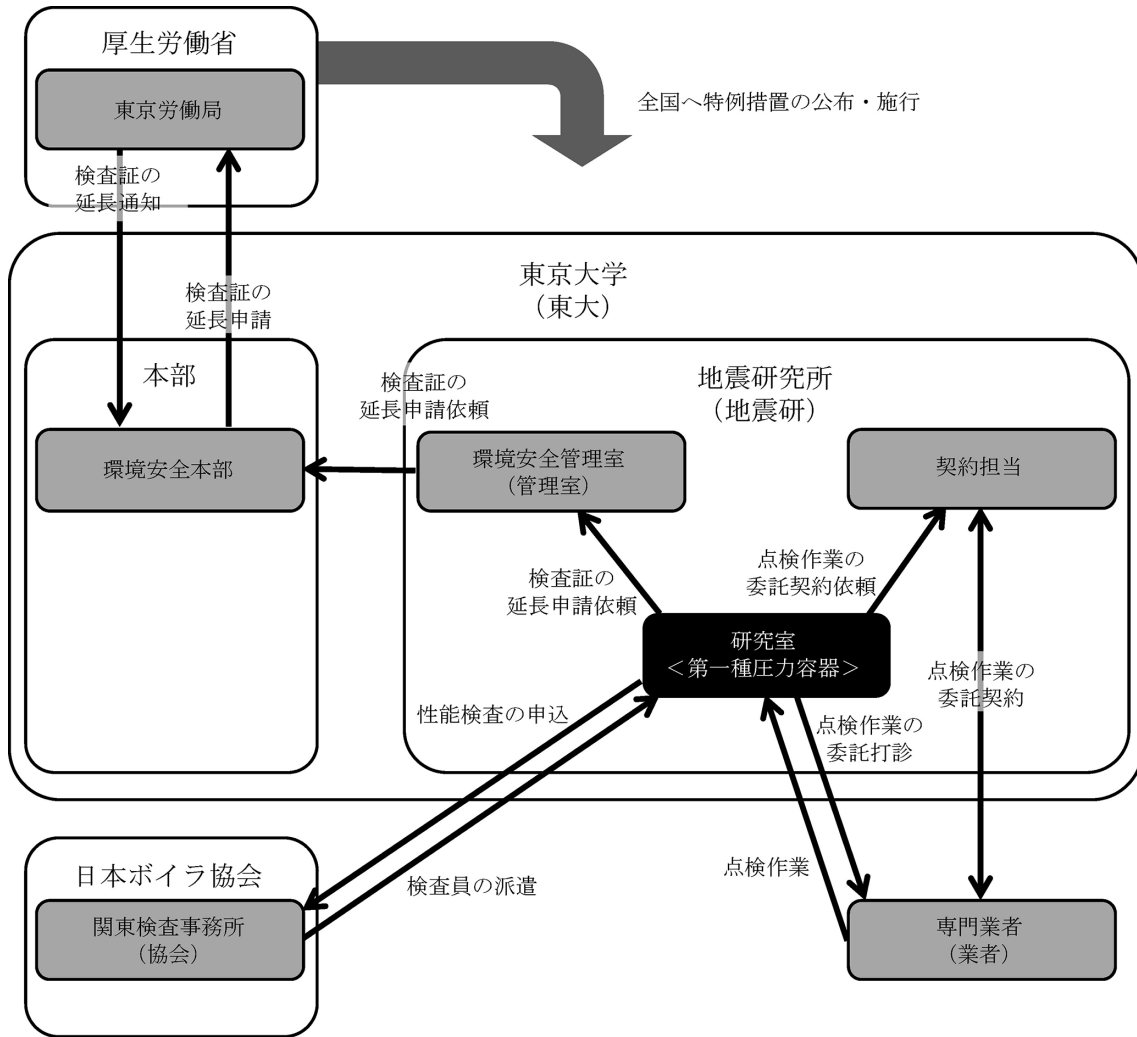 厚生労働省
東京労働局
全国へ特例措置の公布・施行
検査証の
延長通知
検査証の
延長申請
東京大学
（東大）
本部
環境安全本部
検査証の
延長申請依頼
地震研究所
（地震研）
環境安全管理室
（管理室）
契約担当
検査証の
延長申請依頼
点検作業の
委託契約依頼
研究室
＜第一種圧力容器＞
点検作業の
委託契約
性能検査の申込
点検作業の
委託打診
日本ボイラ協会
関東検査事務所
（協会）
検査員の派遣
点検作業
専門業者
（業者）